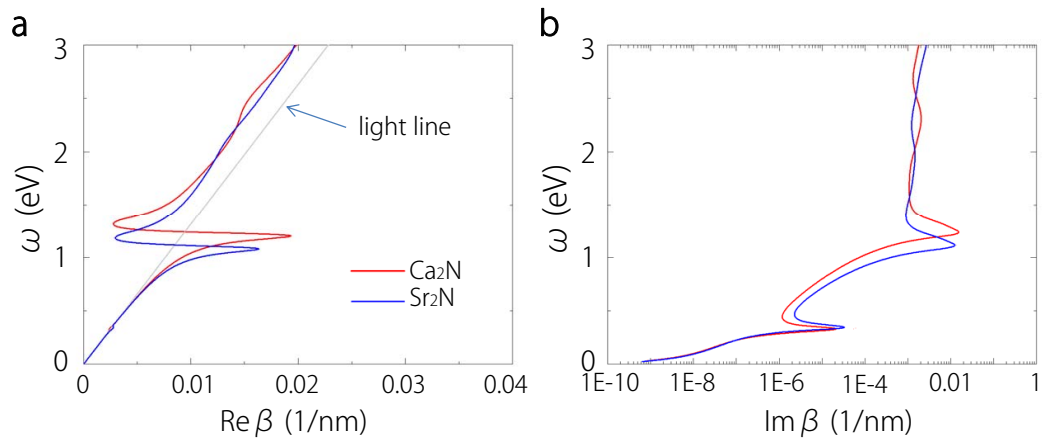 a
b
3
2
1
0
ω (eV)
light line
Ca₂N
Sr₂N
0
0.01
0.02
0.03
0.04
Re β (1/nm)
3
2
1
0
ω (eV)
1E-10
1E-8
1E-6
1E-4
0.01
1
Im β (1/nm)